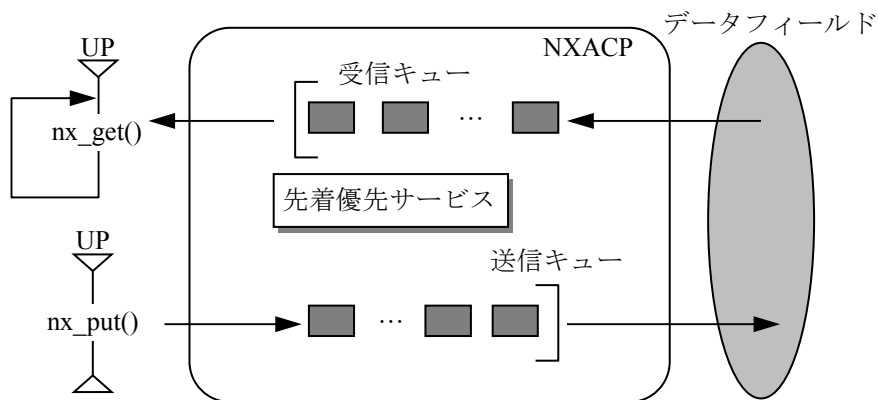 データフィールド
UP
NXACP
受信キュー
nx_get()
…
先着優先サービス
UP
送信キュー
nx_put()
…